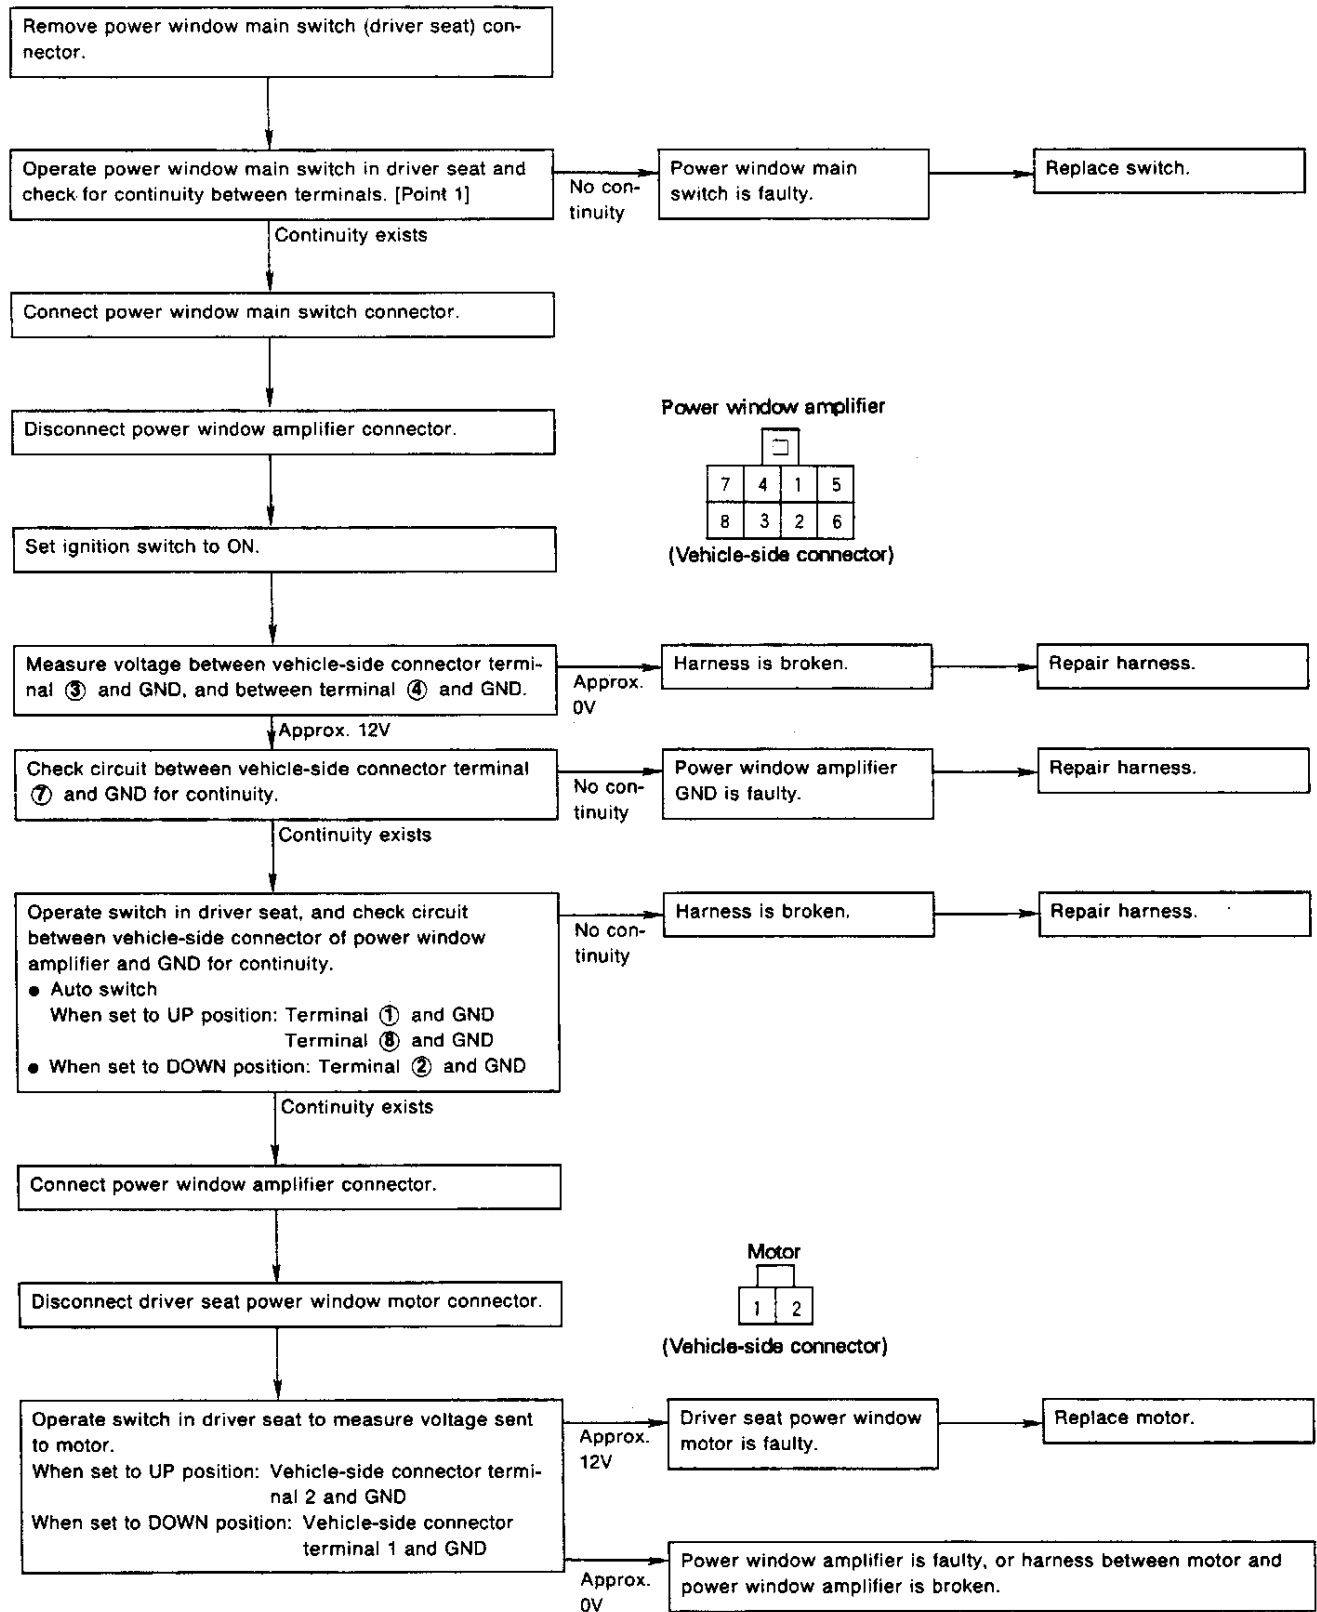 Remove power window main switch (driver seat) con-
nector.
Operate power window main switch in driver seat and
check for continuity between terminals. [Point 1]
No con-
tinuity
Power window main
switch is faulty.
Replace switch.
Continuity exists
Connect power window main switch connector.
Disconnect power window amplifier connector.
Power window amplifier
7 4 1 5
8 3 2 6
(Vehicle-side connector)
Set ignition switch to ON.
Measure voltage between vehicle-side connector termi-
nal ③ and GND, and between terminal ④ and GND.
Approx.
0V
Harness is broken.
Repair harness.
Approx. 12V
Check circuit between vehicle-side connector terminal
⑦ and GND for continuity.
No con-
tinuity
Power window amplifier
GND is faulty.
Repair harness.
Continuity exists
Operate switch in driver seat, and check circuit
between vehicle-side connector of power window
amplifier and GND for continuity.
● Auto switch
When set to UP position: Terminal ① and GND
Terminal ⑧ and GND
● When set to DOWN position: Terminal ② and GND
No con-
tinuity
Harness is broken.
Repair harness.
Continuity exists
Connect power window amplifier connector.
Disconnect driver seat power window motor connector.
Motor
1 2
(Vehicle-side connector)
Operate switch in driver seat to measure voltage sent
to motor.
When set to UP position: Vehicle-side connector termi-
nal 2 and GND
When set to DOWN position: Vehicle-side connector
terminal 1 and GND
Approx.
12V
Driver seat power window
motor is faulty.
Replace motor.
Approx.
0V
Power window amplifier is faulty, or harness between motor and
power window amplifier is broken.